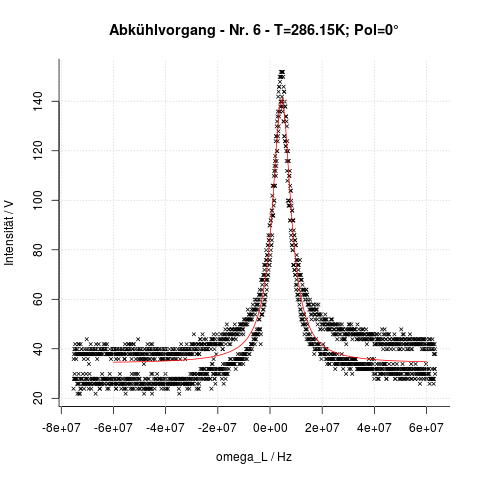 Abkühlvorgang - Nr. 6 - T=286.15K; Pol=0°
Intensität / V
140
120
100
80
60
40
20
-8e+07 -6e+07 -4e+07 -2e+07 0e+00 2e+07 4e+07 6e+07
omega_L / Hz